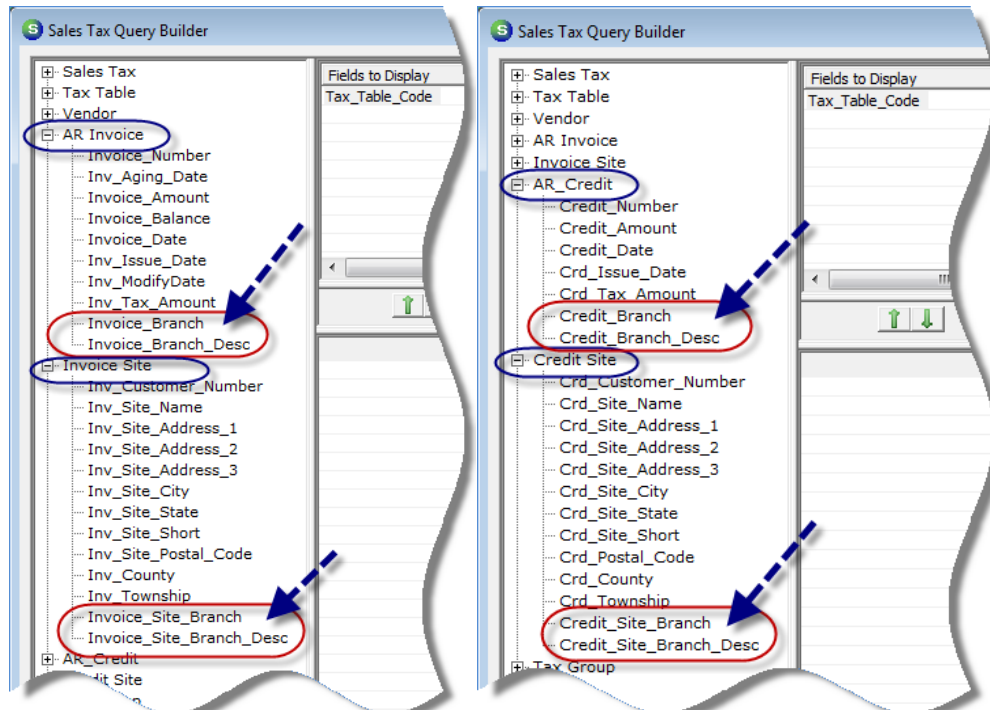 Sales Tax Query Builder
Sales Tax
Tax Table
Vendor
AR Invoice
Invoice_Number
Inv_Aging_Date
Invoice_Amount
Invoice_Balance
Invoice_Date
Inv_Issue_Date
Inv_ModifyDate
Inv_Tax_Amount
Invoice_Branch
Invoice_Branch_Desc
Invoice Site
Inv_Customer_Number
Inv_Site_Name
Inv_Site_Address_1
Inv_Site_Address_2
Inv_Site_Address_3
Inv_Site_City
Inv_Site_State
Inv_Site_Short
Inv_Site_Postal_Code
Inv_County
Inv_Township
Invoice_Site_Branch
Invoice_Site_Branch_Desc
AR_Credit
Site
Fields to Display
Tax_Table_Code
Sales Tax Query Builder
Sales Tax
Tax Table
Vendor
AR Invoice
Invoice Site
AR_Credit
Credit_Number
Credit_Amount
Credit_Date
Crd_Issue_Date
Crd_Tax_Amount
Credit_Branch
Credit_Branch_Desc
Credit Site
Crd_Customer_Number
Crd_Site_Name
Crd_Site_Address_1
Crd_Site_Address_2
Crd_Site_Address_3
Crd_Site_City
Crd_Site_State
Crd_Site_Short
Crd_Postal_Code
Crd_County
Crd_Township
Credit_Site_Branch
Credit_Site_Branch_Desc
Tax Group
Fields to Display
Tax_Table_Code